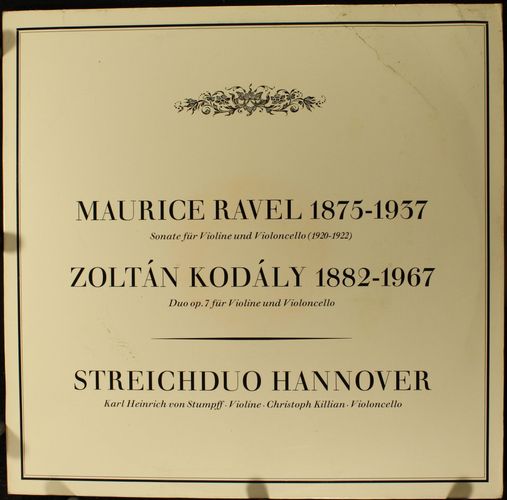 MAURICE RAVEL 1875-1937
Sonate für Violine und Violoncello (1920-1922)
ZOLTÁN KODÁLY 1882-1967
Duo op. 7 für Violine und Violoncello
STREICHDUO HANNOVER
Karl Heinrich von Stumpff · Violine · Christoph Killian · Violoncello